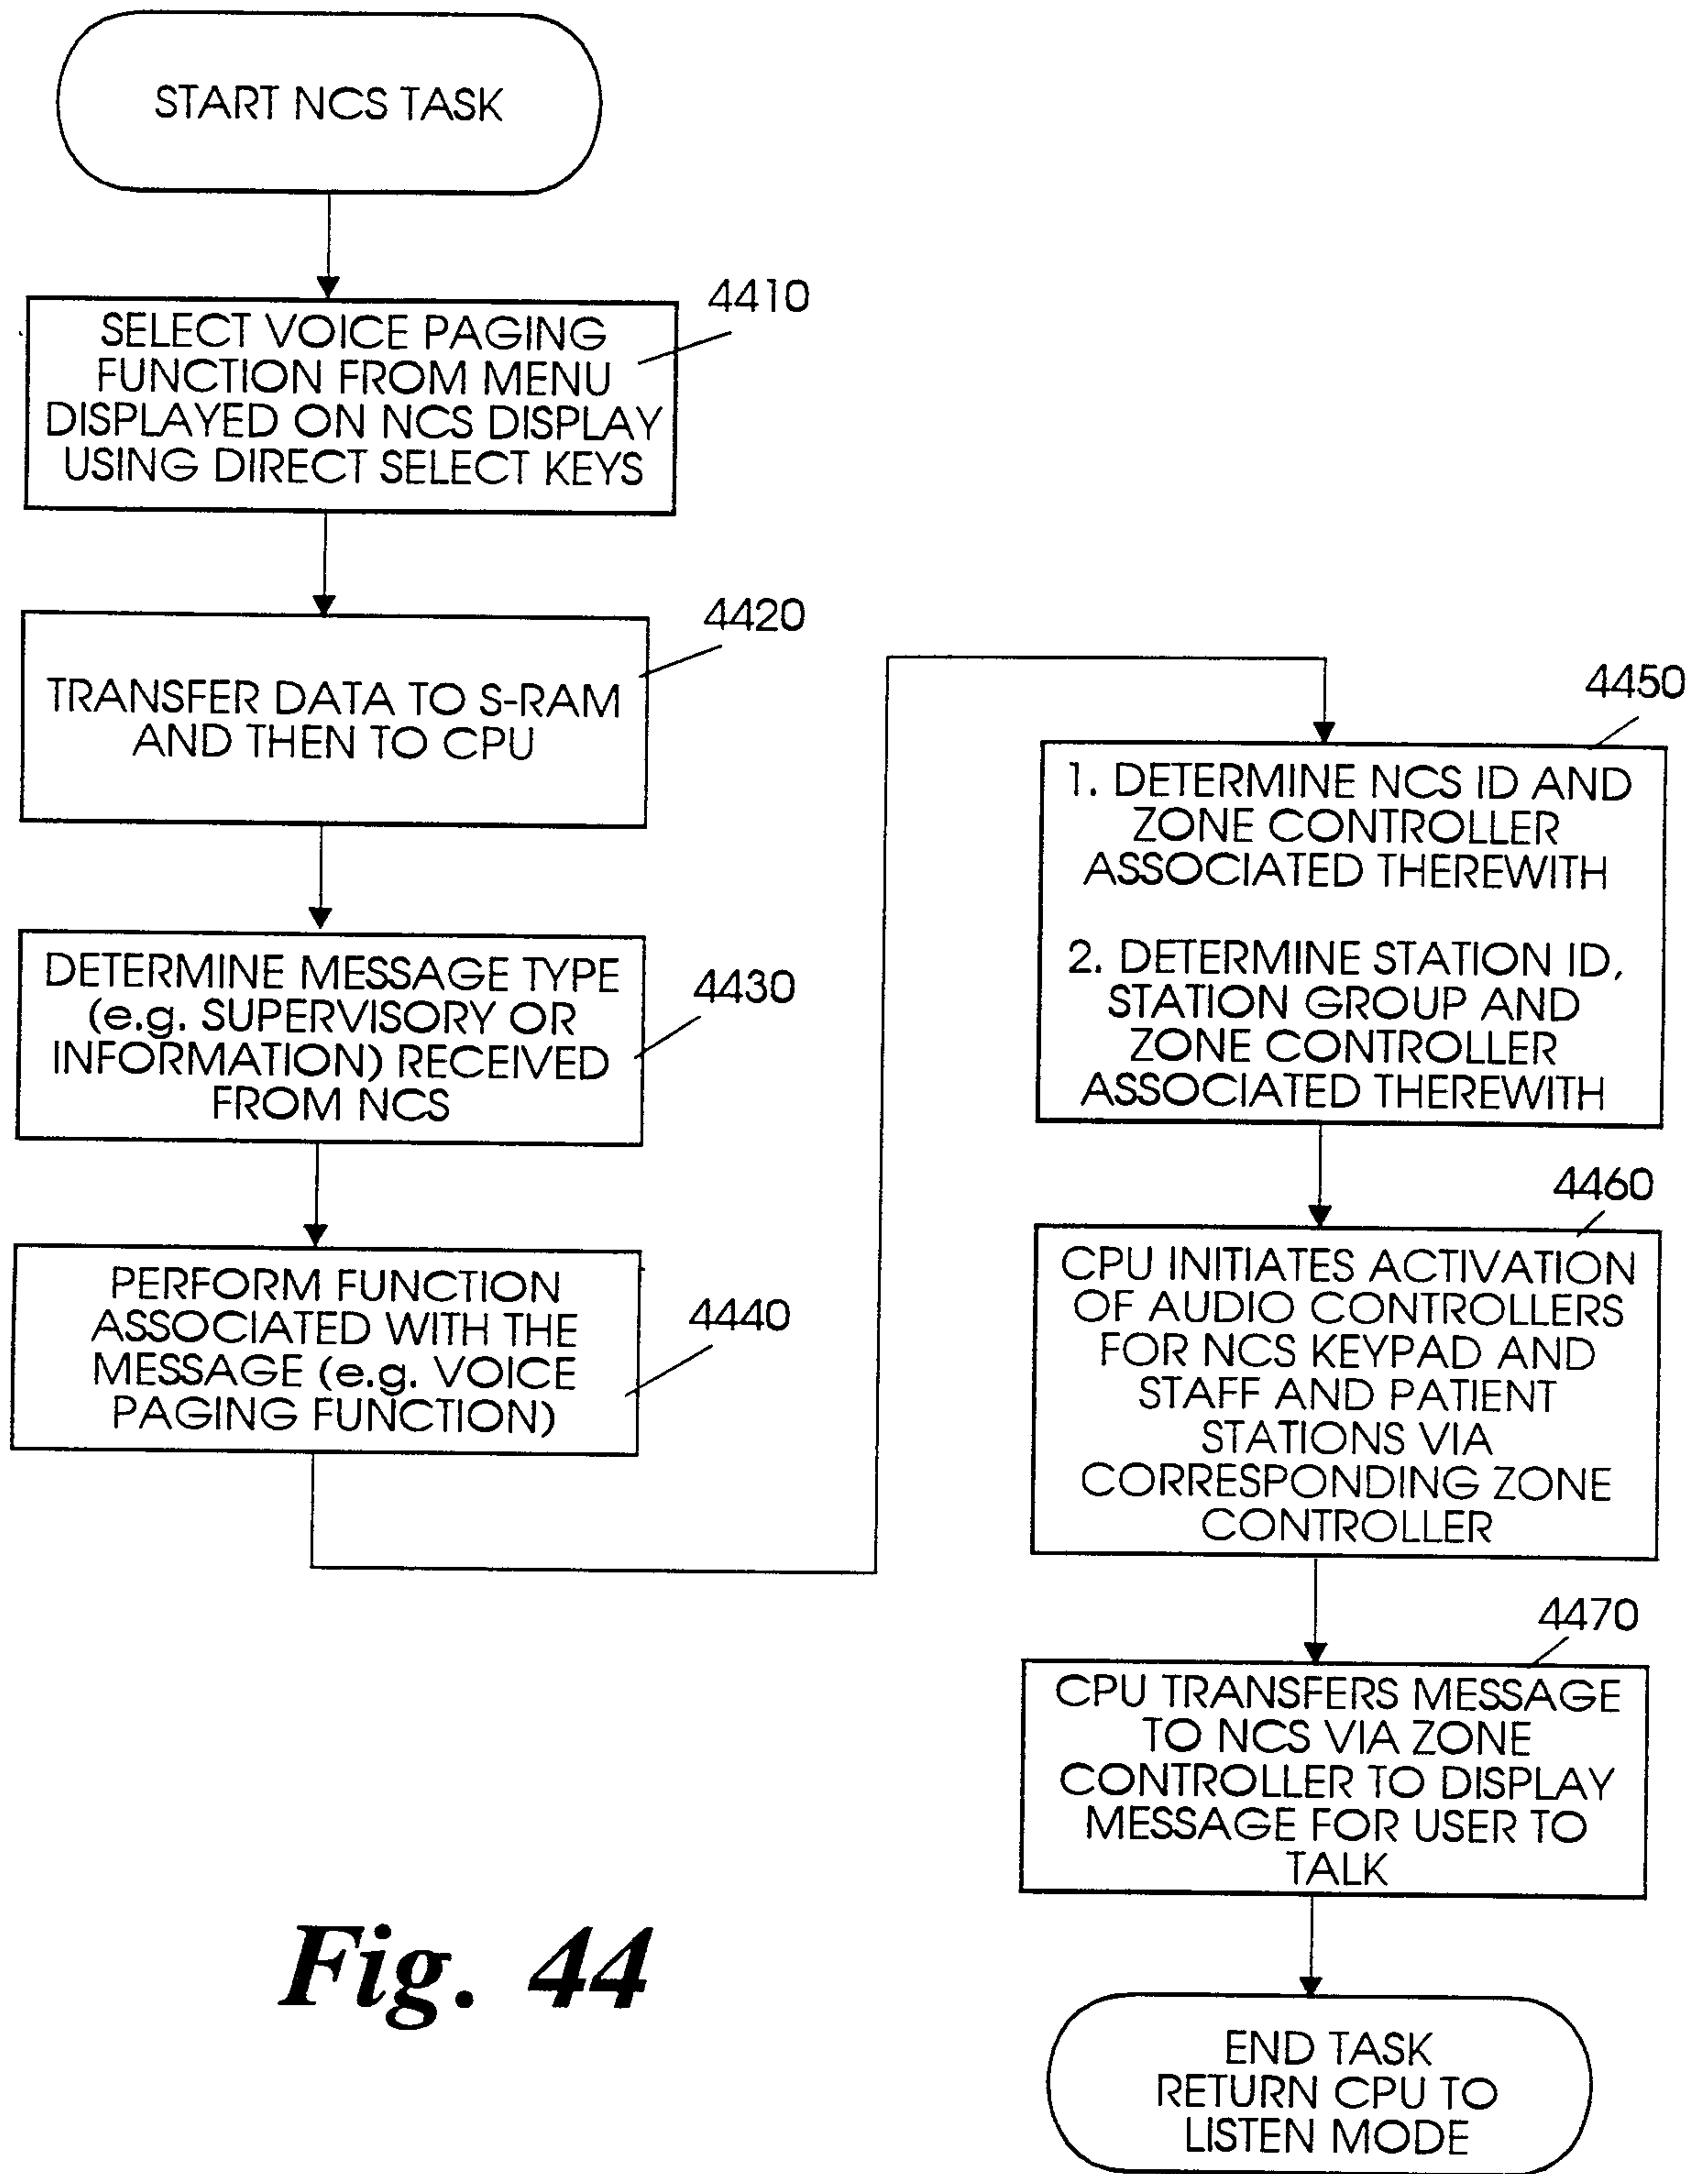 START NCS TASK
4410
SELECT VOICE PAGING
FUNCTION FROM MENU
DISPLAYED ON NCS DISPLAY
USING DIRECT SELECT KEYS
4420
TRANSFER DATA TO S-RAM
AND THEN TO CPU
4430
DETERMINE MESSAGE TYPE
(e.g. SUPERVISORY OR
INFORMATION) RECEIVED
FROM NCS
4440
PERFORM FUNCTION
ASSOCIATED WITH THE
MESSAGE (e.g. VOICE
PAGING FUNCTION)
4450
1. DETERMINE NCS ID AND
ZONE CONTROLLER
ASSOCIATED THEREWITH
2. DETERMINE STATION ID,
STATION GROUP AND
ZONE CONTROLLER
ASSOCIATED THEREWITH
4460
CPU INITIATES ACTIVATION
OF AUDIO CONTROLLERS
FOR NCS KEYPAD AND
STAFF AND PATIENT
STATIONS VIA
CORRESPONDING ZONE
CONTROLLER
4470
CPU TRANSFERS MESSAGE
TO NCS VIA ZONE
CONTROLLER TO DISPLAY
MESSAGE FOR USER TO
TALK
END TASK
RETURN CPU TO
LISTEN MODE
Fig. 44